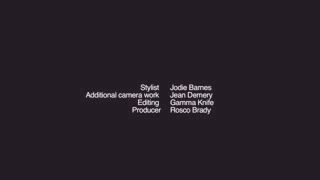 Stylist Jodie Barnes
Additional camera work Jean Demery
Editing Gamma Knife
Producer Rosco Brady